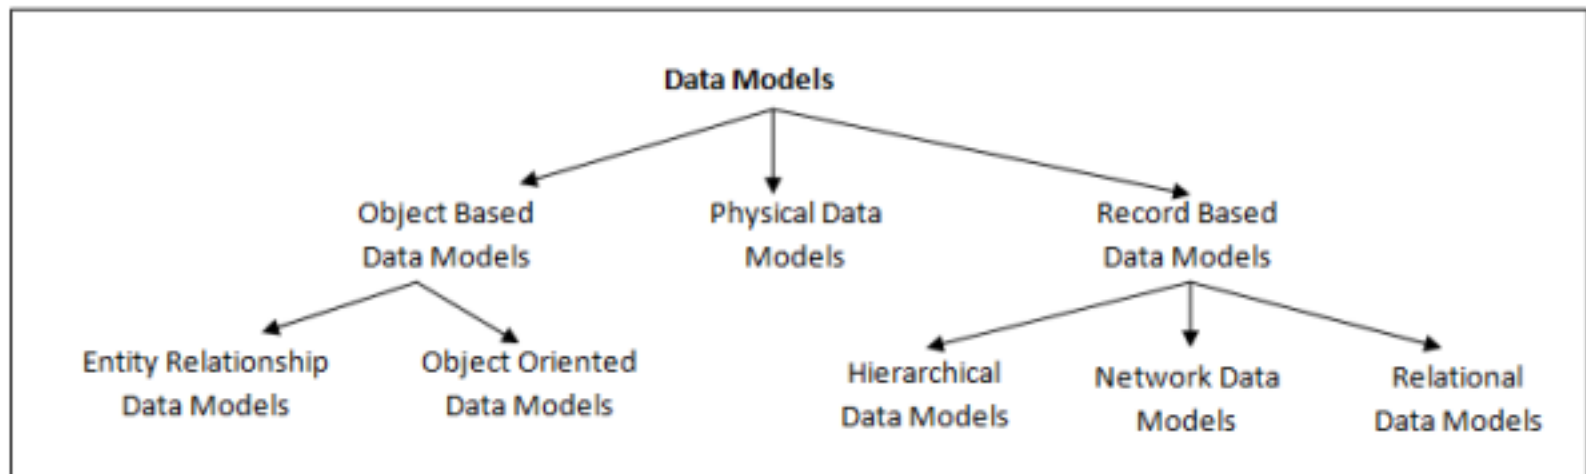 Data Models
Object Based
Data Models
Physical Data
Models
Record Based
Data Models
Entity Relationship
Data Models
Object Oriented
Data Models
Hierarchical
Data Models
Network Data
Models
Relational
Data Models